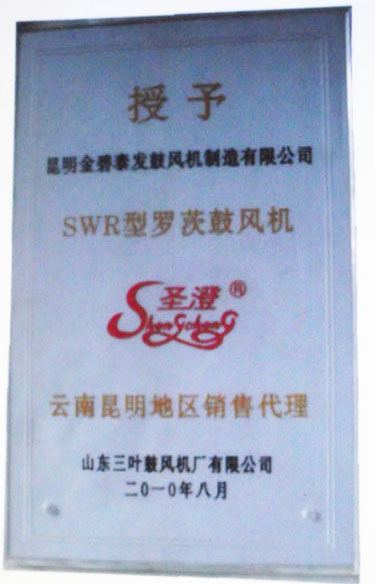 授予
昆明金碧泰发鼓风机制造有限公司
SWR型罗茨鼓风机
圣澄®
ShengchenG
云南昆明地区销售代理
山东三叶鼓风机厂有限公司
二〇一〇年八月